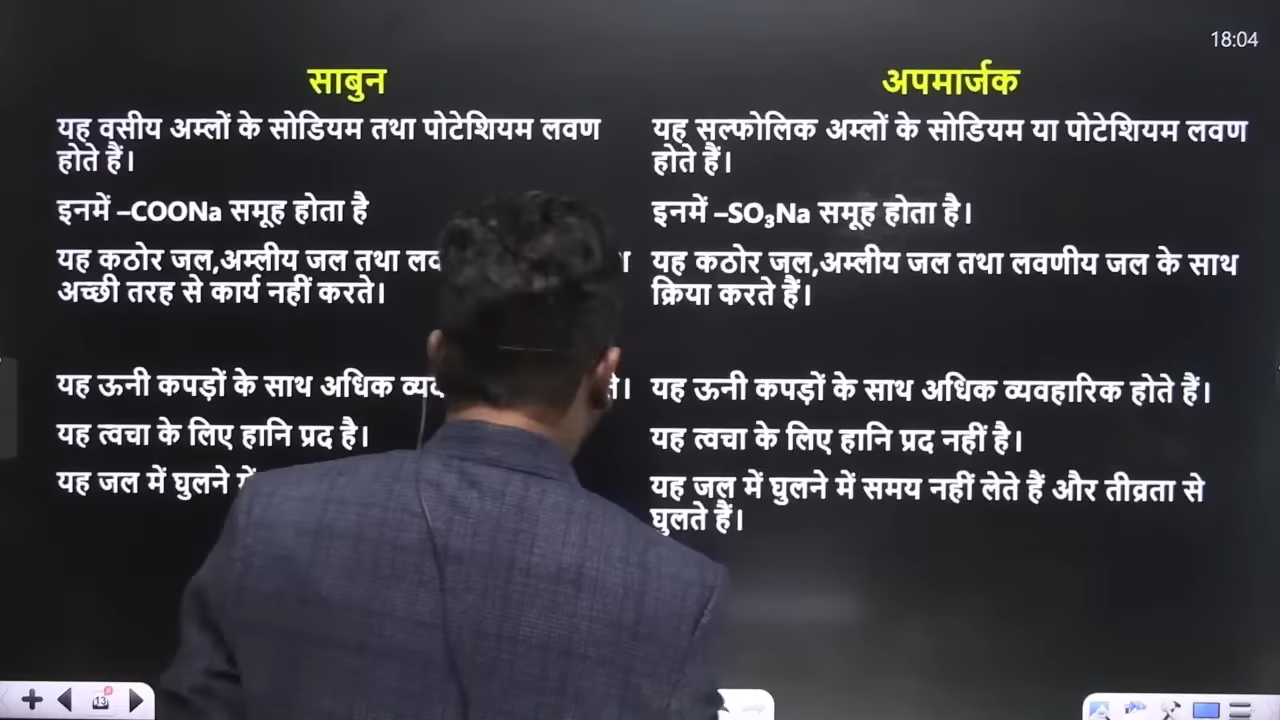 18:04
साबुन
यह वसीय अम्लों के सोडियम तथा पोटेशियम लवण
होते हैं।
इनमें –COONa समूह होता है
यह कठोर जल,अम्लीय जल तथा
अच्छी तरह से कार्य नहीं करते।
यह ऊनी कपड़ों के साथ अधिक
यह त्वचा के लिए हानि प्रद है।
यह जल में घुलने में
अपमार्जक
यह सल्फोलिक अम्लों के सोडियम या पोटेशियम लवण
होते हैं।
इनमें –SO₃Na समूह होता है।
यह कठोर जल,अम्लीय जल तथा लवणीय जल के साथ
क्रिया करते हैं।
यह ऊनी कपड़ों के साथ अधिक व्यवहारिक होते हैं।
यह त्वचा के लिए हानि प्रद नहीं है।
यह जल में घुलने में समय नहीं लेते हैं और तीव्रता से
घुलते हैं।
13